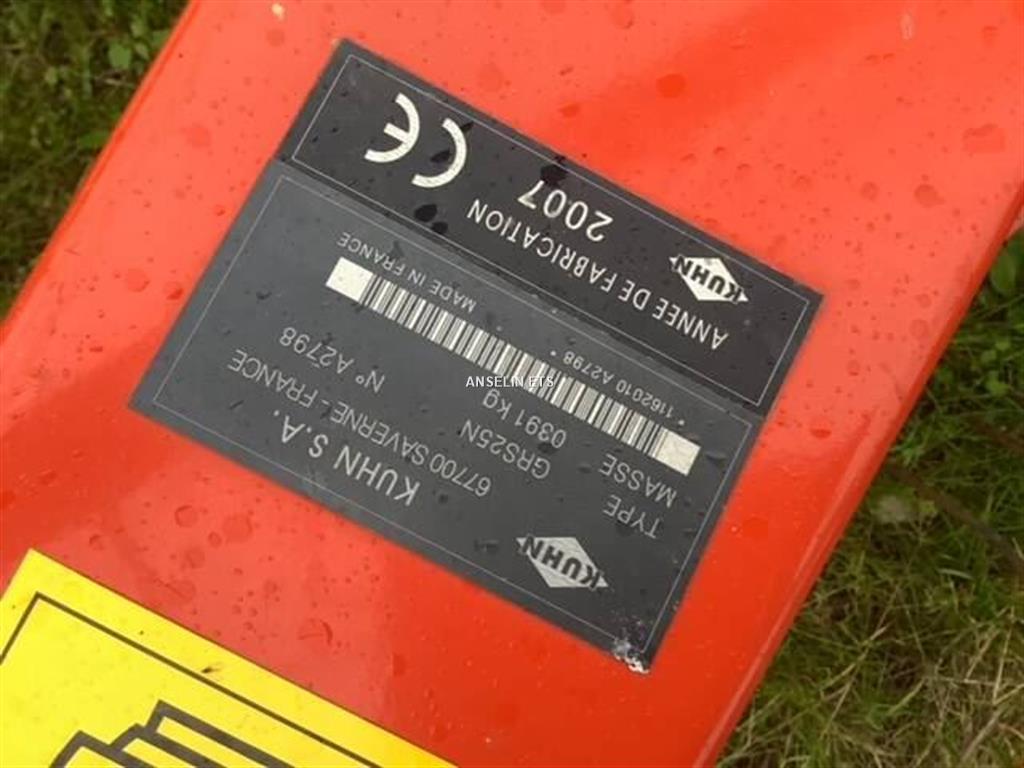 KUHN
KUHN S.A.
67700 SAVERNE - FRANCE
TYPE GRS25N N° A2798
MASSE 0391 kg
* 1162010 A2798 * MADE IN FRANCE
KUHN
ANNÉE DE FABRICATION
2007
CE
ANSELIN ETS